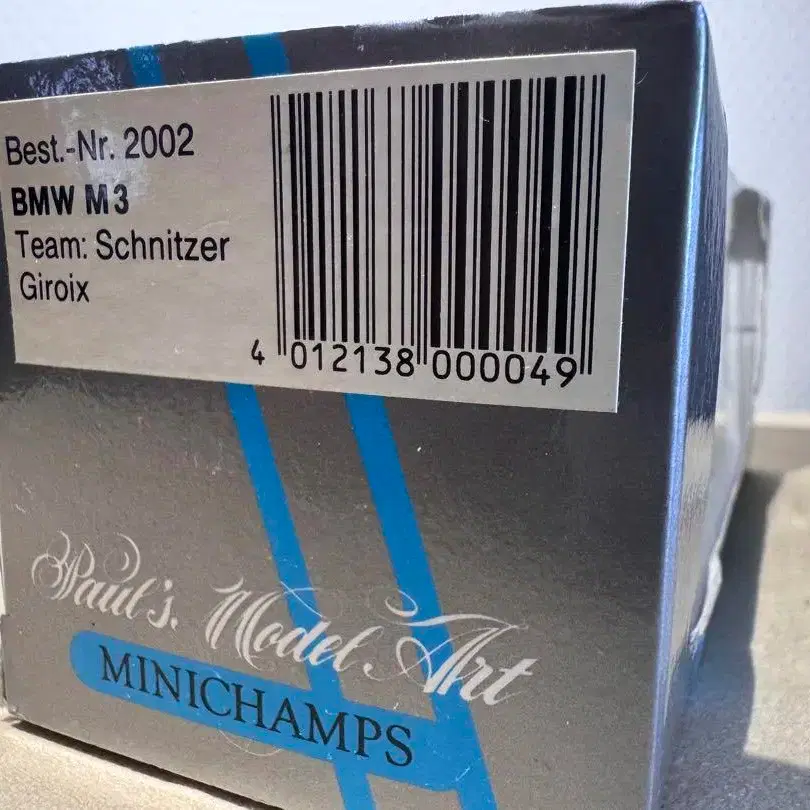 Best.-Nr. 2002
BMW M3
Team: Schnitzer
Giroix
4 012138 000049
Paul's Model Art
MINICHAMPS